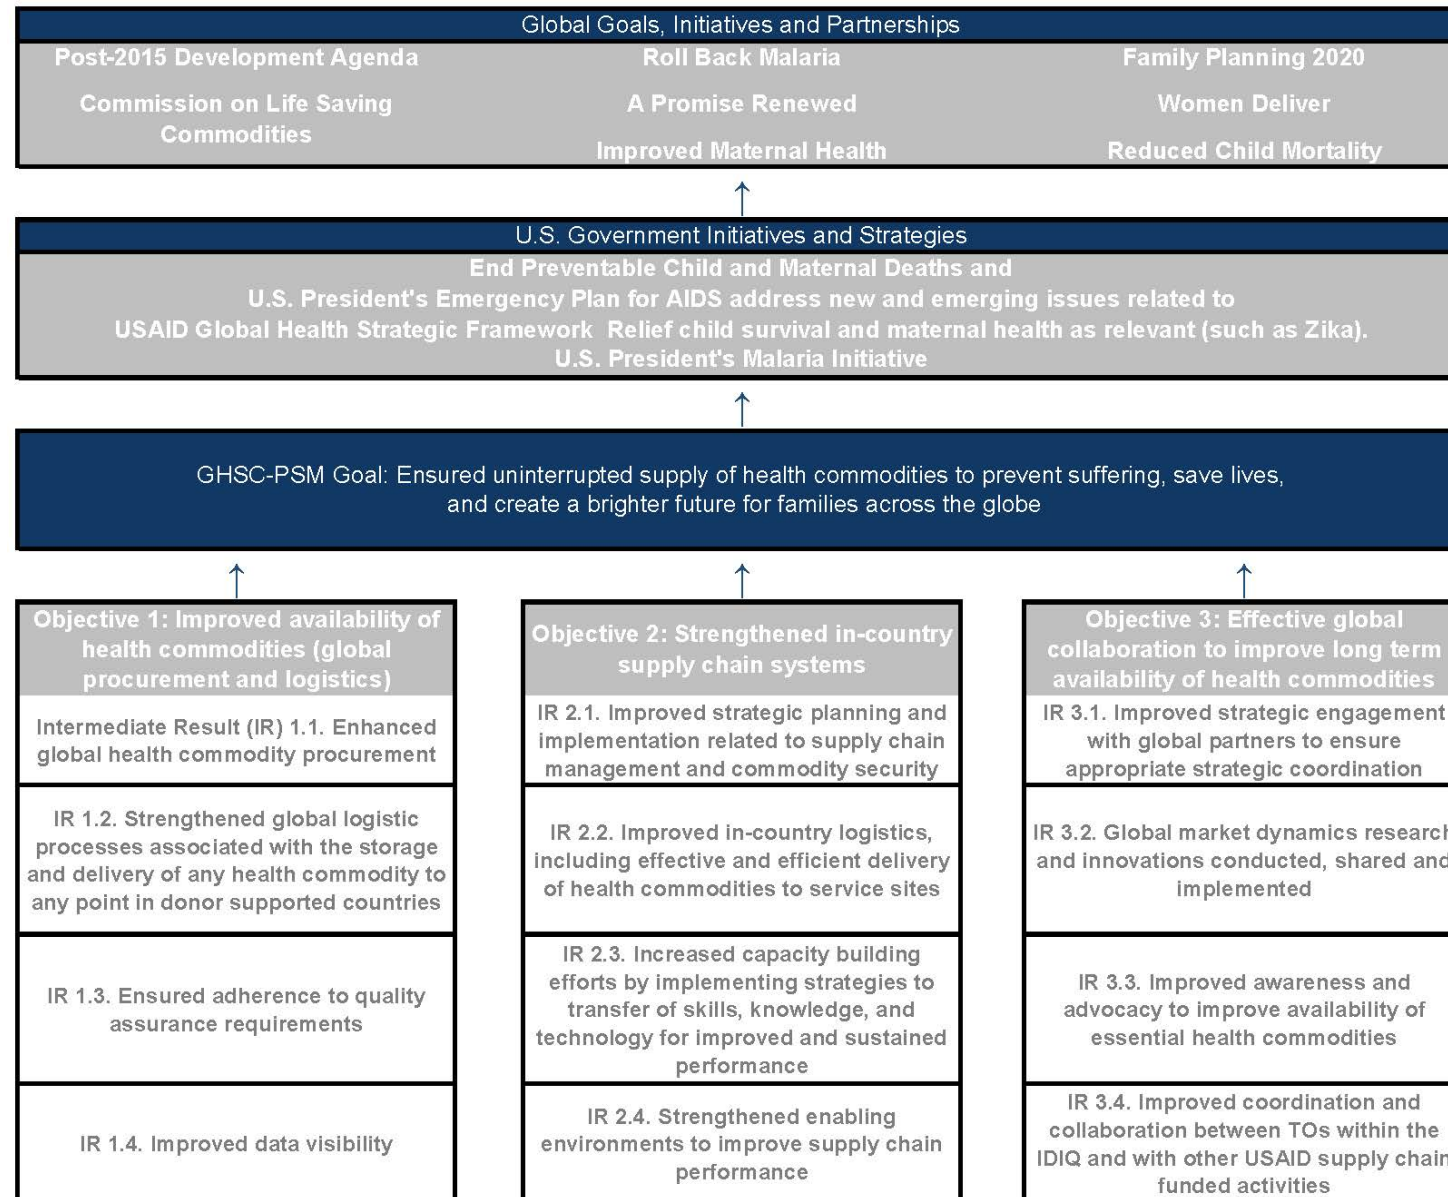 Global Goals, Initiatives and Partnerships
Post-2015 Development Agenda
Commission on Life Saving
Commodities
Roll Back Malaria
A Promise Renewed
Improved Maternal Health
Family Planning 2020
Women Deliver
Reduced Child Mortality
U.S. Government Initiatives and Strategies
End Preventable Child and Maternal Deaths and
U.S. President's Emergency Plan for AIDS address new and emerging issues related to
USAID Global Health Strategic Framework Relief child survival and maternal health as relevant (such as Zika).
U.S. President's Malaria Initiative
GHSC-PSM Goal: Ensured uninterrupted supply of health commodities to prevent suffering, save lives,
and create a brighter future for families across the globe
Objective 1: Improved availability of
health commodities (global
procurement and logistics)
Intermediate Result (IR) 1.1. Enhanced
global health commodity procurement
IR 1.2. Strengthened global logistic
processes associated with the storage
and delivery of any health commodity to
any point in donor supported countries
IR 1.3. Ensured adherence to quality
assurance requirements
IR 1.4. Improved data visibility
Objective 2: Strengthened in-country
supply chain systems
IR 2.1. Improved strategic planning and
implementation related to supply chain
management and commodity security
IR 2.2. Improved in-country logistics,
including effective and efficient delivery
of health commodities to service sites
IR 2.3. Increased capacity building
efforts by implementing strategies to
transfer of skills, knowledge, and
technology for improved and sustained
performance
IR 2.4. Strengthened enabling
environments to improve supply chain
performance
Objective 3: Effective global
collaboration to improve long term
availability of health commodities
IR 3.1. Improved strategic engagement
with global partners to ensure
appropriate strategic coordination
IR 3.2. Global market dynamics research
and innovations conducted, shared and
implemented
IR 3.3. Improved awareness and
advocacy to improve availability of
essential health commodities
IR 3.4. Improved coordination and
collaboration between TOs within the
IDIQ and with other USAID supply chain
funded activities